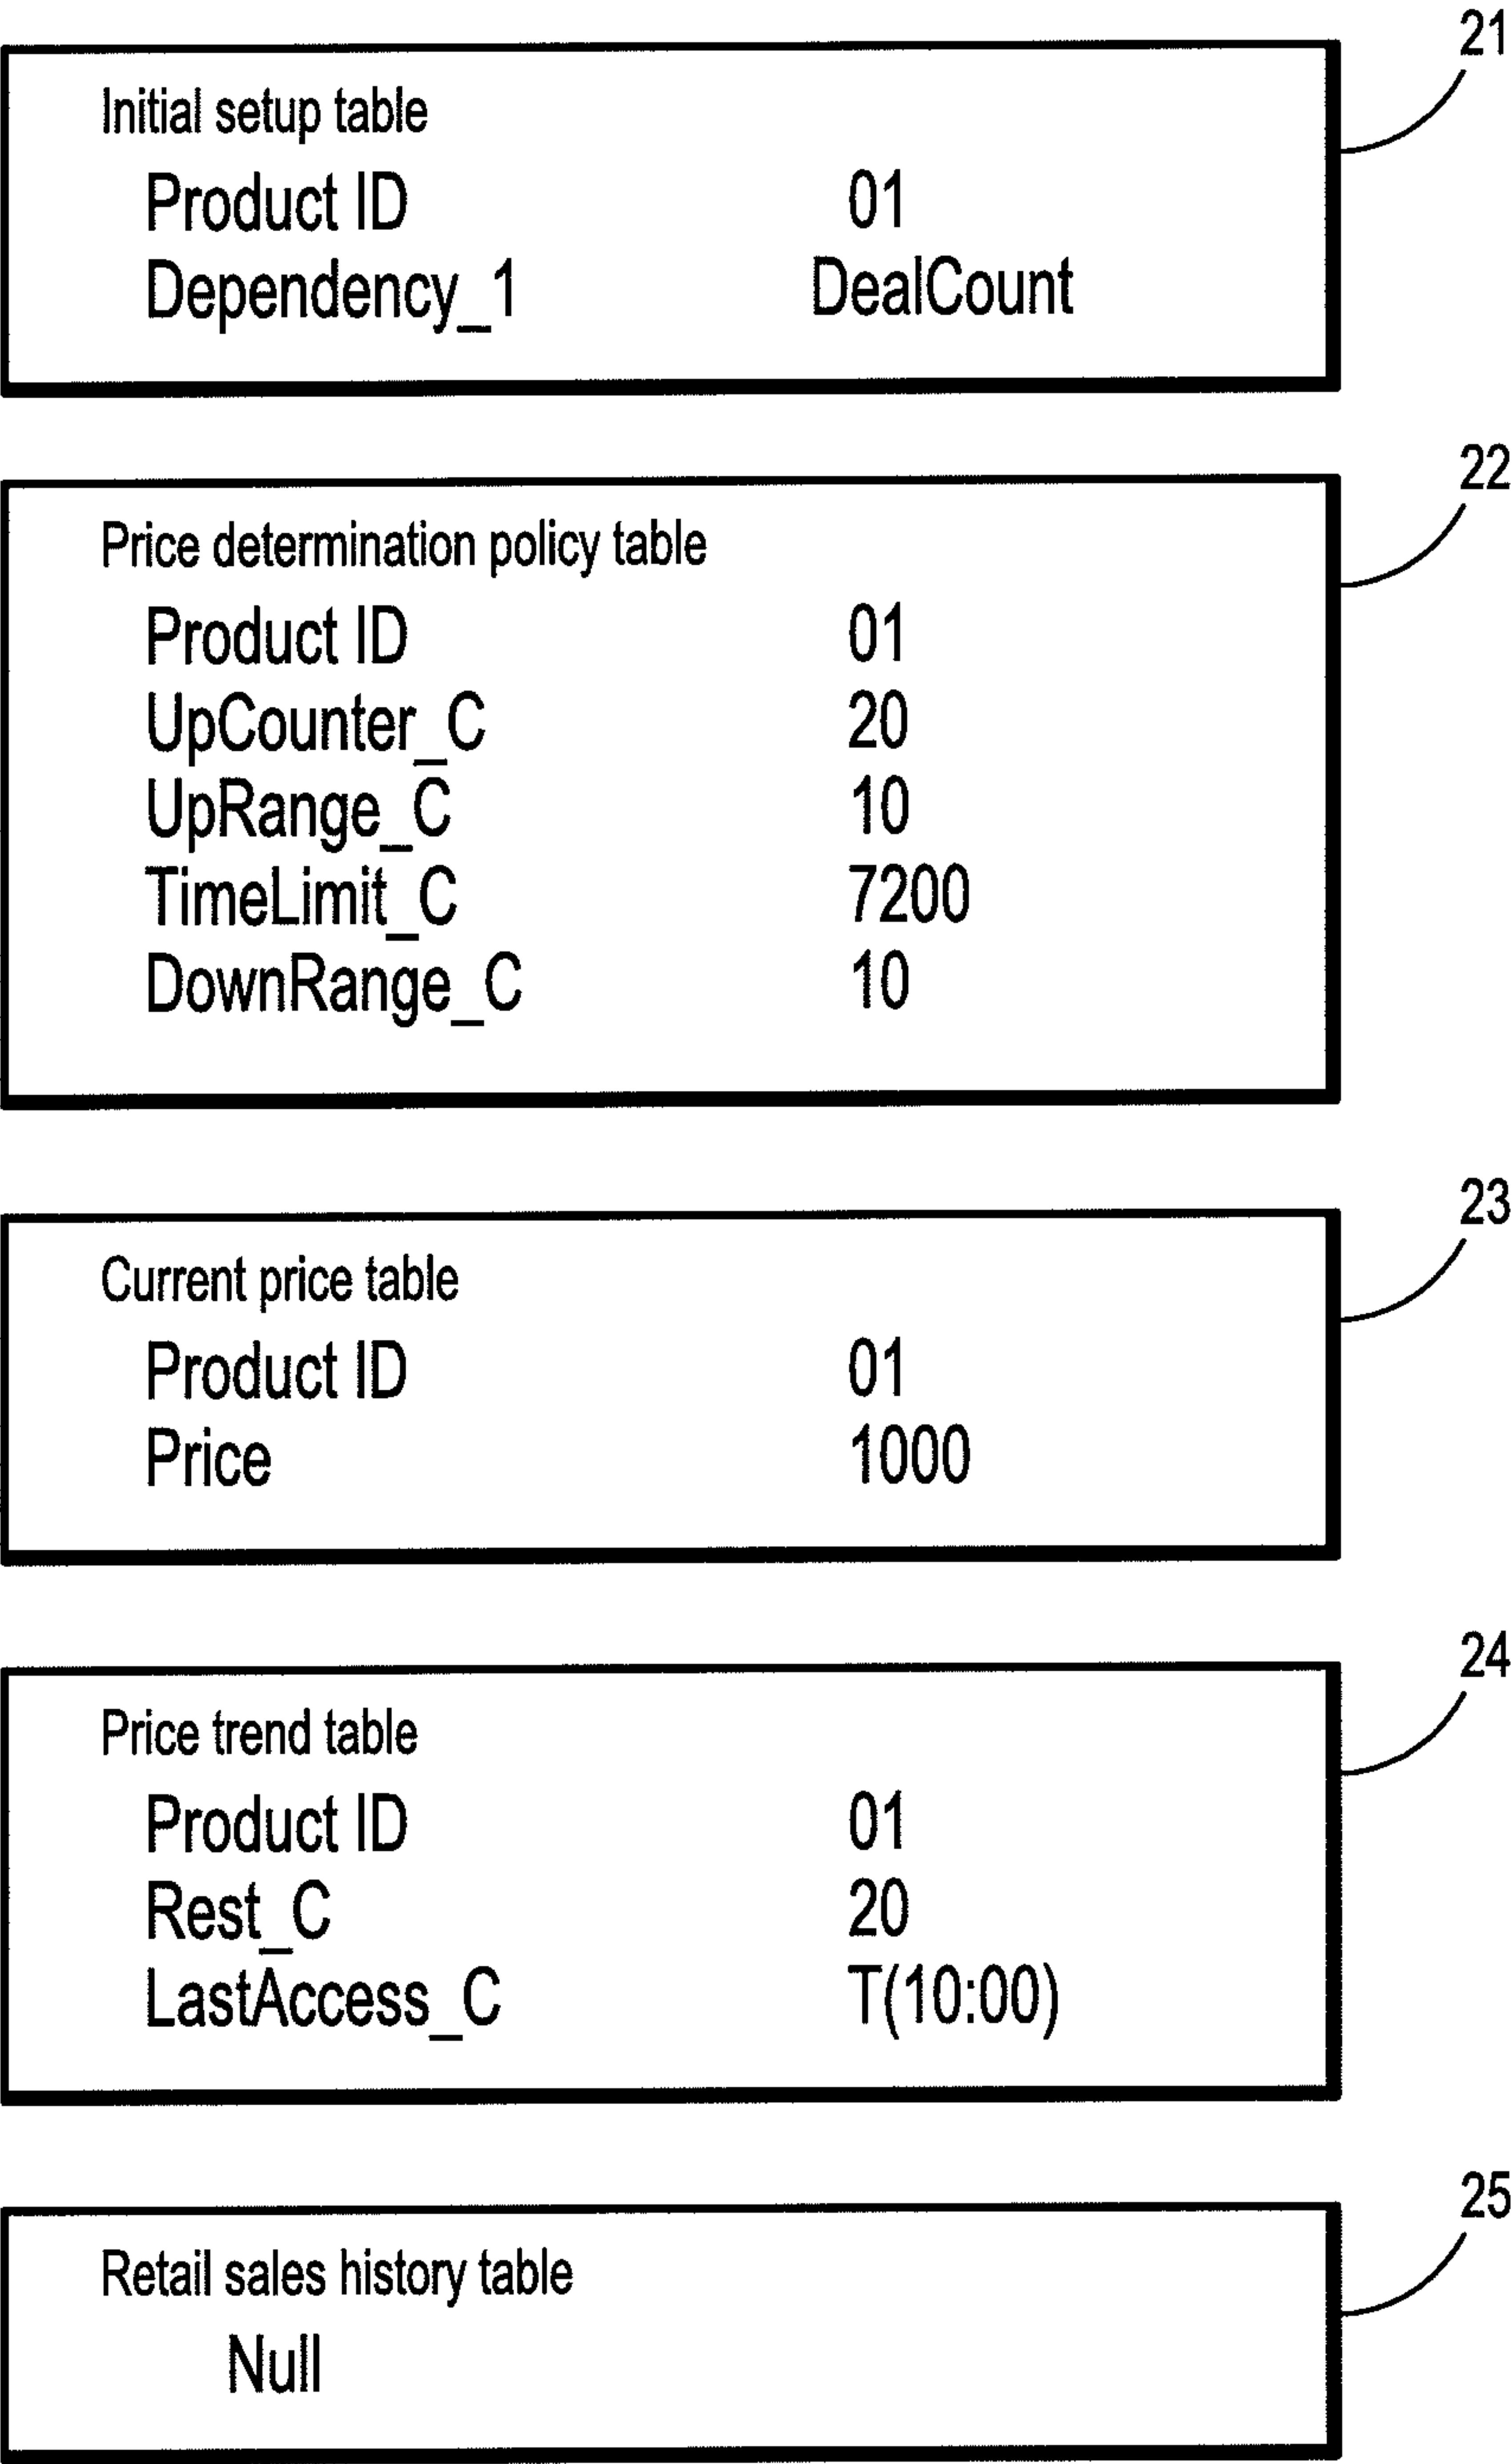 21
Initial setup table
Product ID 01
Dependency_1 DealCount
22
Price determination policy table
Product ID 01
UpCounter_C 20
UpRange_C 10
TimeLimit_C 7200
DownRange_C 10
23
Current price table
Product ID 01
Price 1000
24
Price trend table
Product ID 01
Rest_C 20
LastAccess_C T(10:00)
25
Retail sales history table
Null